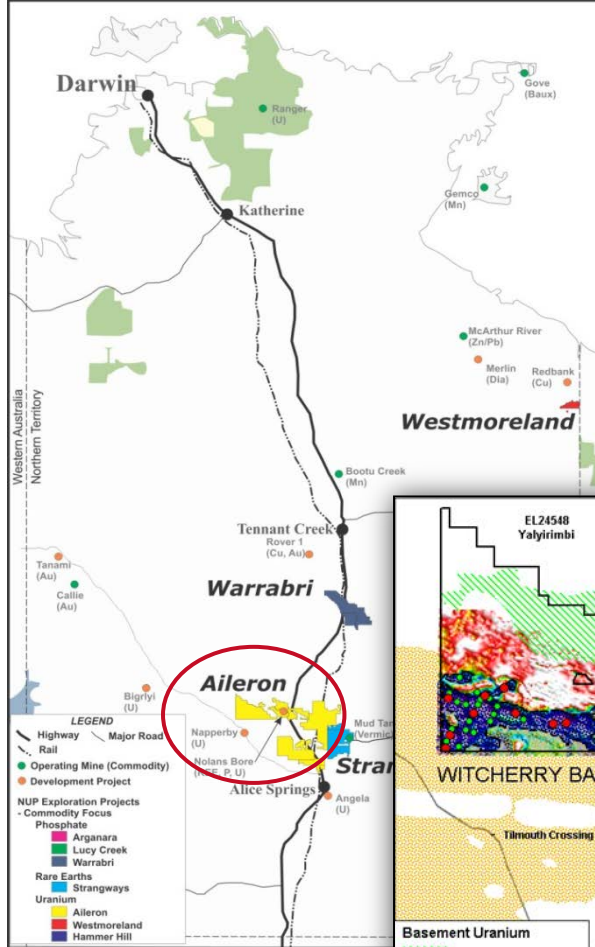 Darwin
Gove
(Baux)
Ranger
(U)
Gemco
(Mn)
Katherine
McArthur River
(Zn/Pb)
Merlin
(Dia)
Redbank
(Cu)
Westmoreland
Western Australia
Northern Territory
Bootu Creek
(Mn)
Tennant Creek
Rover 1
(Cu, Au)
Tanami
(Au)
Callie
(Au)
Warrabri
Aileron
Bigrlyi
(U)
Napperby
(U)
Nolans Bore
(REE, P, U)
Mud Tan
(Vermic)
Stran
Alice Springs
Angela
(U)
LEGEND
Highway
Major Road
Rail
Operating Mine (Commodity)
Development Project
NUP Exploration Projects
- Commodity Focus
Phosphate
Arganara
Lucy Creek
Warrabri
Rare Earths
Strangways
Uranium
Aileron
Westmoreland
Hammer Hill
EL24548
Yalyirimbi
WITCHERRY BA
Tilmouth Crossing
Basement Uranium